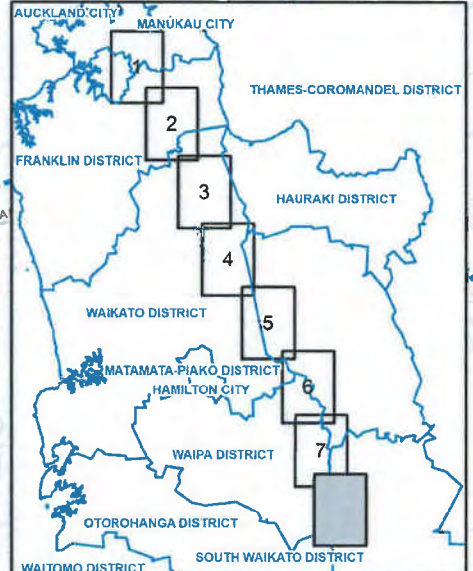 AUCKLAND CITY
MANUKAU CITY
1
THAMES-COROMANDEL DISTRICT
2
FRANKLIN DISTRICT
3
HAURAKI DISTRICT
4
WAIKATO DISTRICT
5
MATAMATA-PIAKO DISTRICT
HAMILTON CITY
6
WAIPA DISTRICT
7
OTOROHANGA DISTRICT
SOUTH WAIKATO DISTRICT
WAITOMO DISTRICT